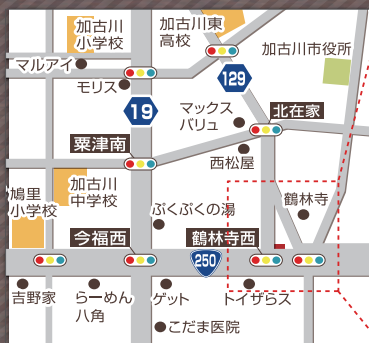 加古川
小学校
加古川東
高校
加古川市役所
マルアイ
モリス
129
19
マックス
バリュ
北在家
粟津南
西松屋
加古川
中学校
鳩里
小学校
ぷくぷくの湯
鶴林寺
今福西
鶴林寺西
250
吉野家
らーめん
八角
ゲット
トイザらス
こだま医院